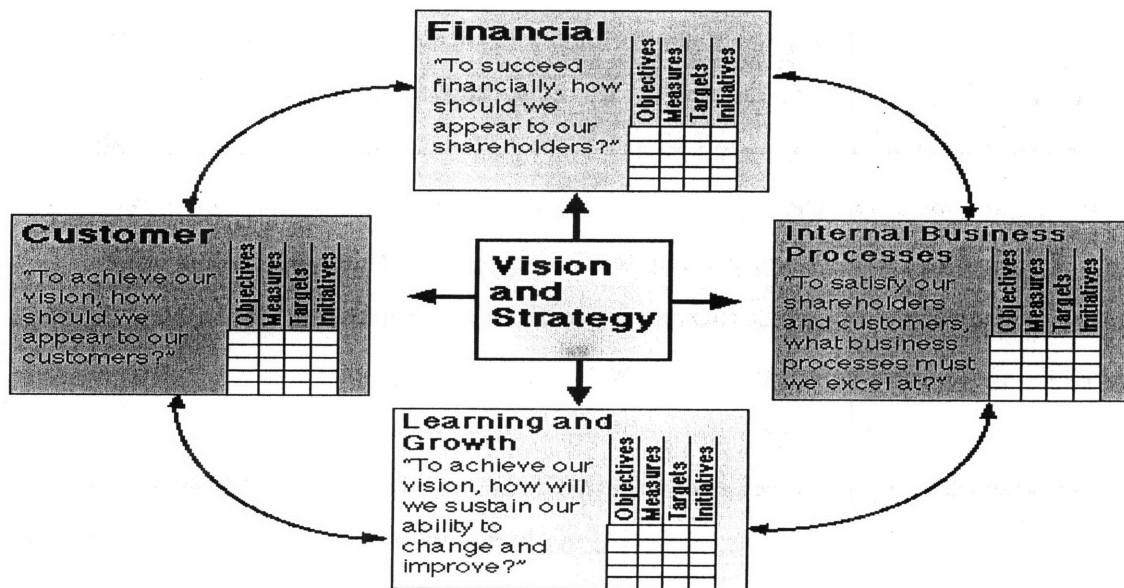 Financial
"To succeed
financially, how
should we
appear to our
shareholders?"
Objectives
Measures
Targets
Initiatives
Customer
"To achieve our
vision, how
should we
appear to our
customers?"
Objectives
Measures
Targets
Initiatives
Vision
and
Strategy
Internal Business
Processes
"To satisfy our
shareholders
and customers,
what business
processes must
we excel at?"
Objectives
Measures
Targets
Initiatives
Learning and
Growth
"To achieve our
vision, how will
we sustain our
ability to
change and
improve?"
Objectives
Measures
Targets
Initiatives